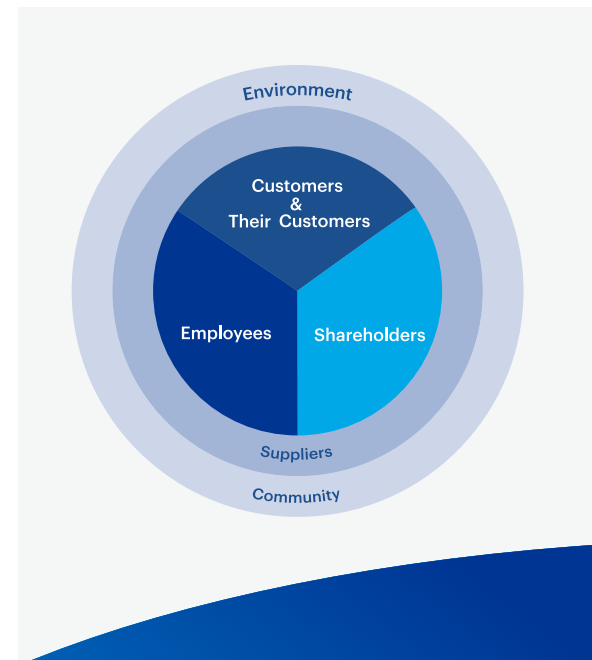 Environment
Customers
&
Their Customers
Employees
Shareholders
Suppliers
Community